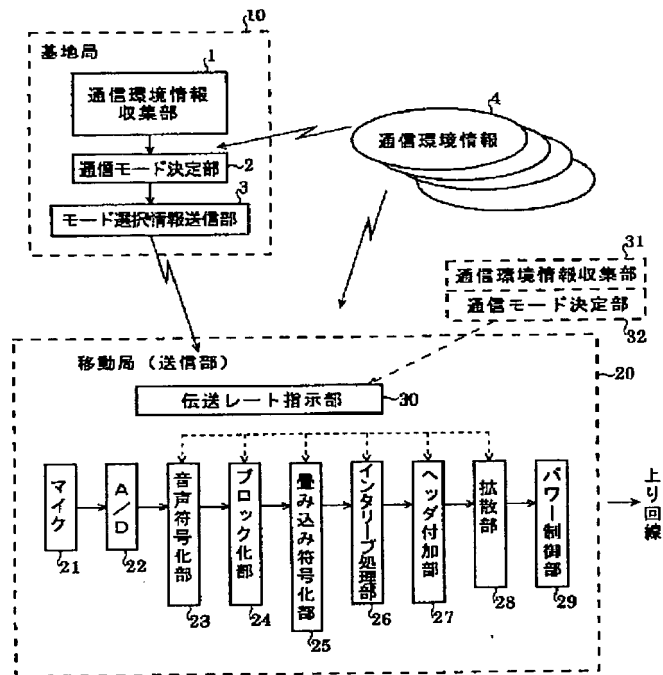 10
基地局
1
通信環境情報
収集部
通信モード決定部
2
3
モード選択情報送信部
4
通信環境情報
31
通信環境情報収集部
通信モード決定部
32
移動局（送信部）
20
伝送レート指示部
30
マイク
21
A/D
22
音声符号化部
23
ブロック化部
24
畳み込み符号化部
25
インタリーブ処理部
26
ヘッダ付加部
27
拡散部
28
パワー制御部
29
上り回線